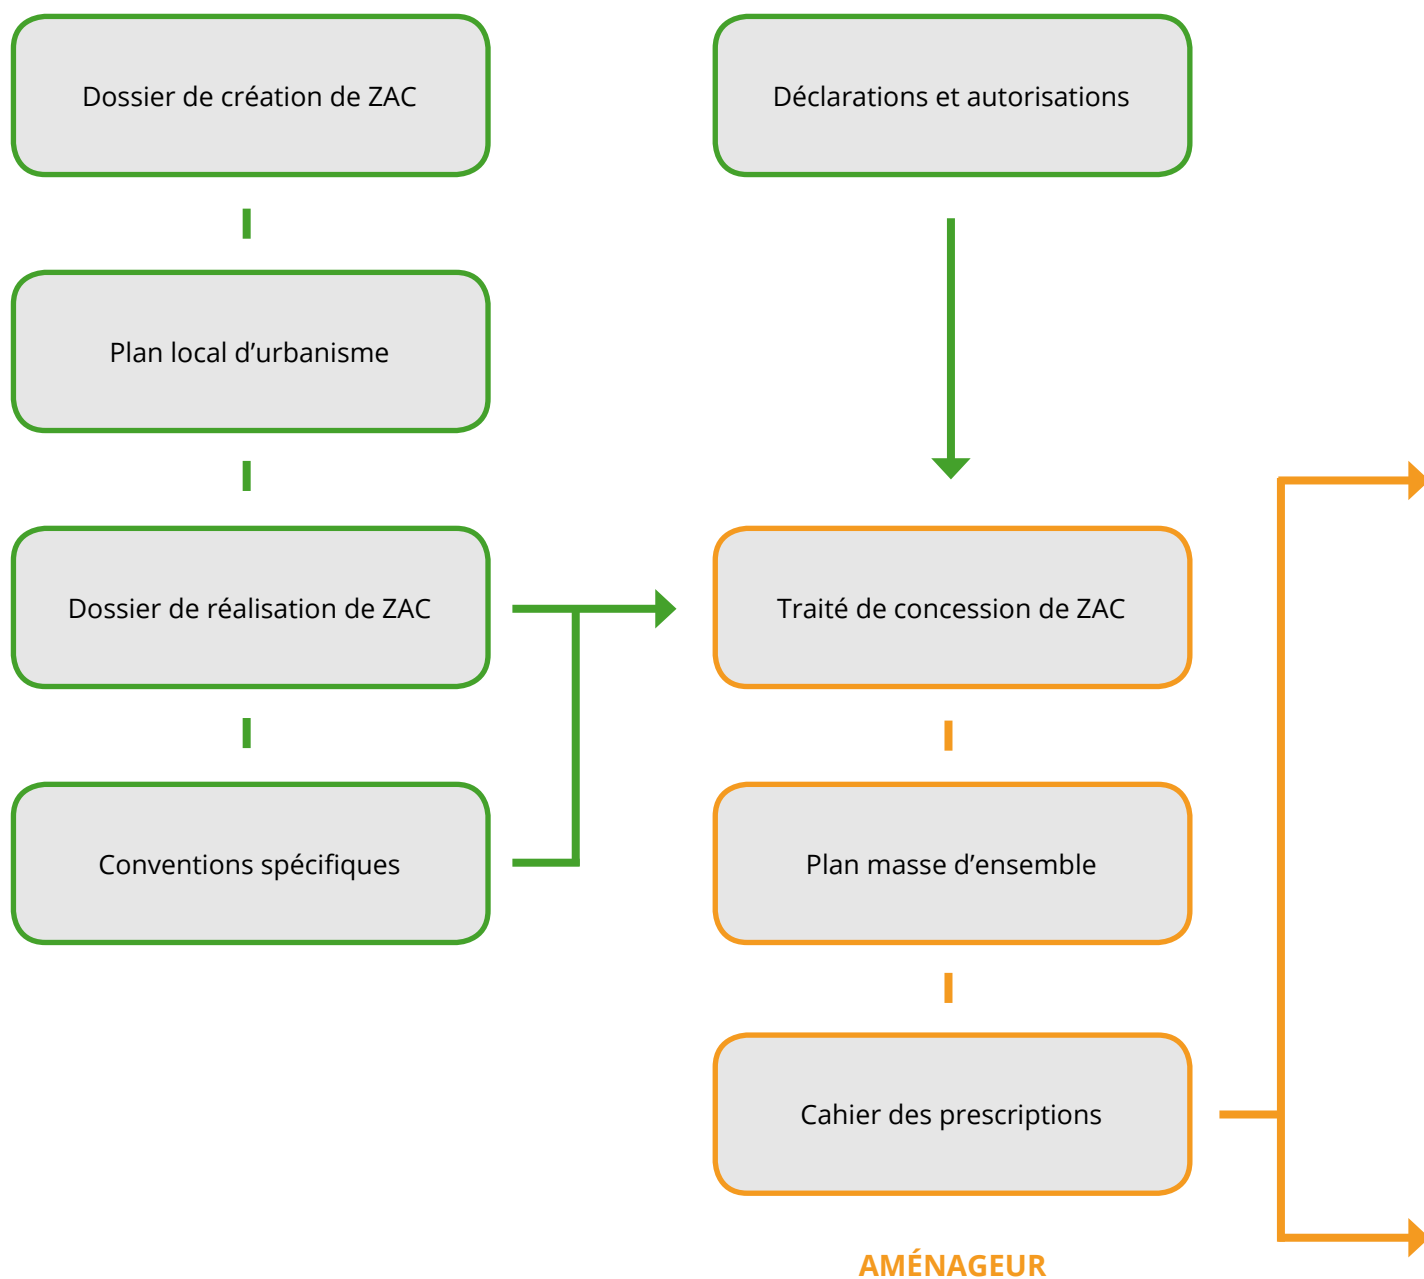 Dossier de création de ZAC
Déclarations et autorisations
Plan local d’urbanisme
Dossier de réalisation de ZAC
Traité de concession de ZAC
Conventions spécifiques
Plan masse d’ensemble
Cahier des prescriptions
AMÉNAGEUR